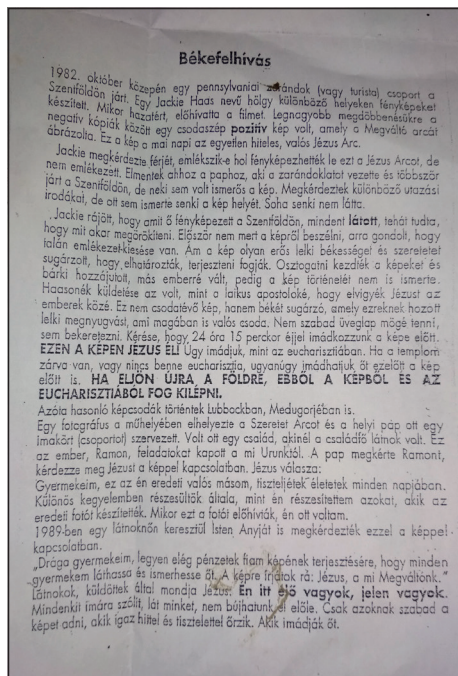 Békefelhívás
1982. október közepén egy pennsylvaniai zarándok (vagy turista) csoport a
Szentföldön járt. Egy Jackie Haas nevű hölgy különböző helyeken fényképeket
készített. Mikor hazatért, előhívatta a filmet. Legnagyobb megdöbbenésükre a
negatív kópiák között egy csodaszép pozitív kép volt, amely a Megváltó arcát
ábrázolta. Ez a kép a mai napi az egyetlen hiteles, valós Jézus Arc.
Jackie megkérdezte férjét, emlékszik-e hol fényképezhették le ezt a Jézus Arcot, de
nem emlékezett. Elmentek ahhoz a paphoz, aki a zarándoklatot vezette és többször
járt a Szentföldön, de neki sem volt ismerős a kép. Megkérdeztek különböző utazási
irodákat, de ott sem ismerte senki a kép helyét. Soha senki nem látta.
Jackie rájött, hogy amit ő fényképezett a Szentföldön, mindent látott, tehát tudta,
hogy mit akar megörökíteni. Először nem mert a képről beszélni, arra gondolt, hogy
talán emlékezet-kiesése van. Ám a kép olyan erős lelki békességet és szeretetet
sugárzott, hogy elhatározták, terjeszteni fogják. Osztogatni kezdték a képeket és
bárki hozzájutott, más emberré vált, pedig a kép történetét nem is ismerte.
Haasonék küldetése az volt, mint a laikus apostoloké, hogy elvigyék Jézust az
emberek közé. Ez nem csodatévő kép, hanem békét sugárzó, amely ezreknek hozott
lelki megnyugvást, ami magában is valós csoda. Nem szabad üveglap mögé tenni,
sem bekeretezni. Kérése, hogy 24 óra 15 perckor éjjel imádkozzunk a kép előtt.
EZEN A KÉPEN JÉZUS ÉL! Úgy imádjuk, mint az eucharisztiában. Ha a templom
zárva van, vagy nincs benne eucharisztia, ugyanúgy imádhatjuk őt ezelőtt a kép
előtt is. HA ELJÖN ÚJRA A FÖLDRE, EBBŐL A KÉPBŐL ÉS AZ
EUCHARISZTIÁBÓL FOG KILÉPNI.
Azóta hasonló képcsodák történtek Lubbockban, Medugorjéban is.
Egy fotográfus a műhelyében elhelyezte a Szeretet Arcot és a helyi pap ott egy
imakört (csoportot) szervezett. Volt ott egy család, akinél a családfő látnok volt. Ez
az ember, Ramon, feladatokat kapott a mi Urunktól. A pap megkérte Ramont,
kérdezze meg Jézust a képpel kapcsolatban. Jézus válasza:
Gyermekeim, ez az én eredeti valós másom, tiszteljétek életetek minden napjában.
Különös kegyelemben részesültök általa, mint én részesítettem azokat, akik az
eredeti fotót készítették. Mikor ezt a fotót előhívták, én ott voltam.
1989-ben egy látnoknőn keresztül Isten Anyját is megkérdezték ezzel a képpel
kapcsolatban.
„Drága gyermekeim, legyen elég pénzetek fiam képének terjesztésére, hogy minden
gyermekem láthassa és ismerhesse őt. A képre írjátok rá: Jézus, a mi Megváltónk."
Látnokok, küldöttek által mondja Jézus: Én itt élő vagyok, jelen vagyok.
Mindenkit imára szólít, lát minket, nem bújhatunk el előle. Csak azoknak szabad a
képet adni, akik igaz hittel és tisztelettel őrzik. Akik imádják őt.